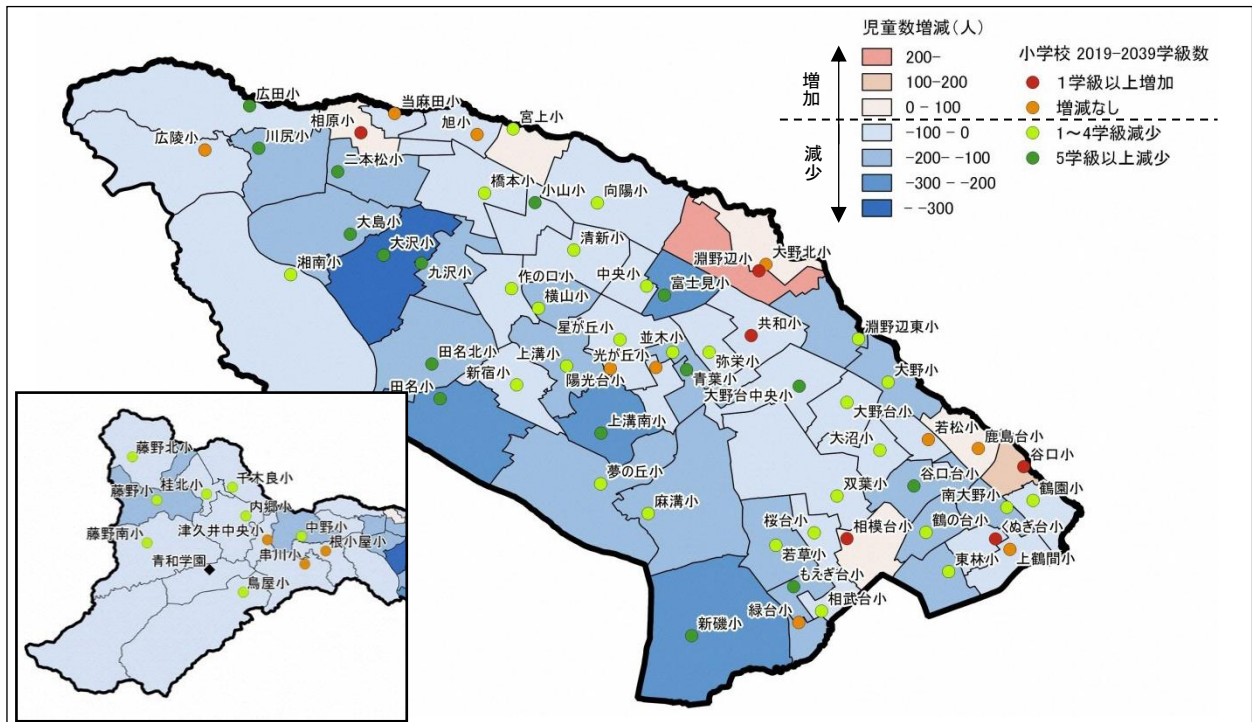 児童数増減(人)
200-
100-200
0 - 100
-100 - 0
-200- -100
-300 - -200
- -300
増加
減少
小学校 2019-2039学級数
1学級以上増加
増減なし
1～4学級減少
5学級以上減少
広田小
当麻田小
相原小
旭小
宮上小
広陵小
川尻小
二本松小
橋本小
小山小
向陽小
大島小
大沢小
九沢小
湘南小
清新小
作の口小
中央小
横山小
富士見小
淵野辺小
大野北小
星が丘小
並木小
共和小
淵野辺東小
田名北小
上溝小
光が丘小
弥栄小
新宿小
陽光台小
青葉小
大野小
田名小
大野台中央小
大野台小
上溝南小
大沼小
若松小
鹿島台小
谷口小
夢の丘小
谷口台小
双葉小
南大野小
鶴園小
麻溝小
桜台小
相模台小
鶴の台小
くぬぎ台小
若草小
上鶴間小
もえぎ台小
東林小
緑台小
相武台小
新磯小
藤野北小
千木良小
藤野小
桂北小
内郷小
津久井中央小
中野小
藤野南小
根小屋小
串川小
青和学園
鳥屋小